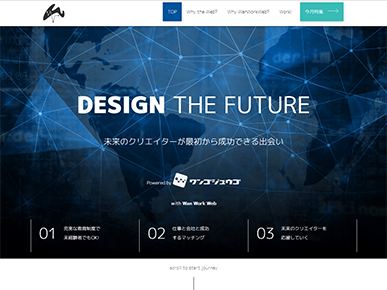 TOP Why the Web? Why WanWorkWeb? Work! 今月特集
DESIGN THE FUTURE
未来のクリエイターが最初から成功できる出会い
Powered by ワンゴジュウゴ
with Wan Work Web
01 充実な教育制度で
未経験者でもOK!
02 仕事と会社と成功
するマッチング
03 未来のクリエイターを
応援していく
scroll to start journey